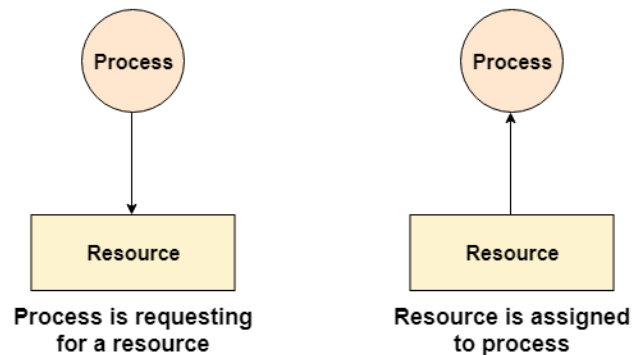 Process
Process
Resource
Resource
Process is requesting
for a resource
Resource is assigned
to process